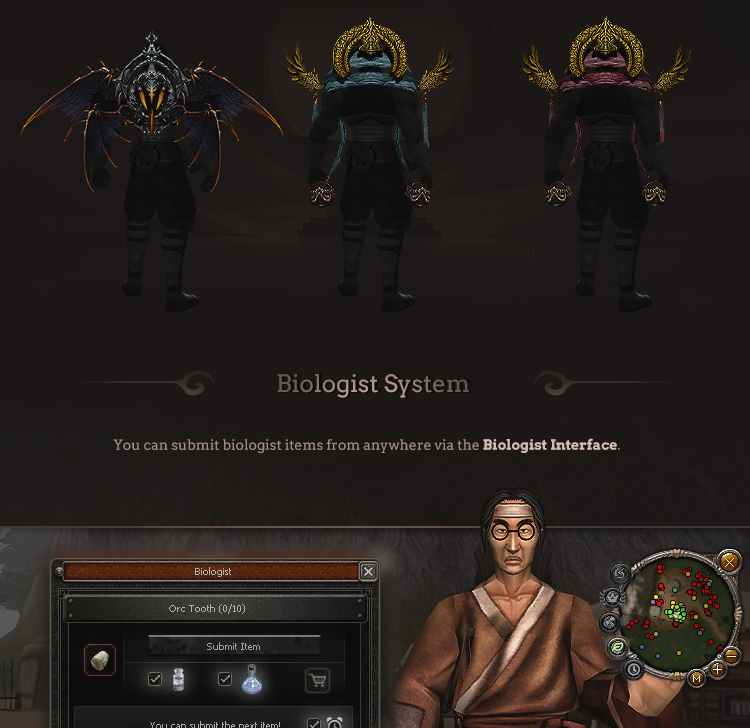 Biologist System
You can submit biologist items from anywhere via the Biologist Interface.
Biologist
Orc Tooth (0/10)
Submit Item
You can submit the next item!
M